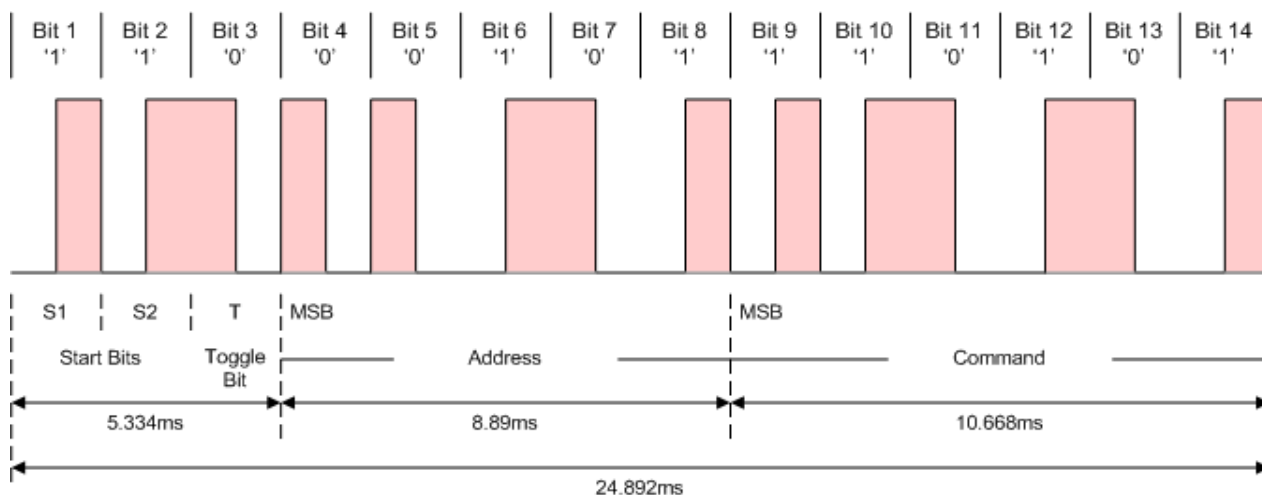 Bit 1 Bit 2 Bit 3 Bit 4 Bit 5 Bit 6 Bit 7 Bit 8 Bit 9 Bit 10 Bit 11 Bit 12 Bit 13 Bit 14
‘1’ ‘1’ ‘0’ ‘0’ ‘0’ ‘1’ ‘0’ ‘1’ ‘1’ ‘1’ ‘0’ ‘1’ ‘0’ ‘1’
S1 S2 T MSB MSB
Start Bits Toggle Address Command
Bit
5.334ms 8.89ms 10.668ms
24.892ms